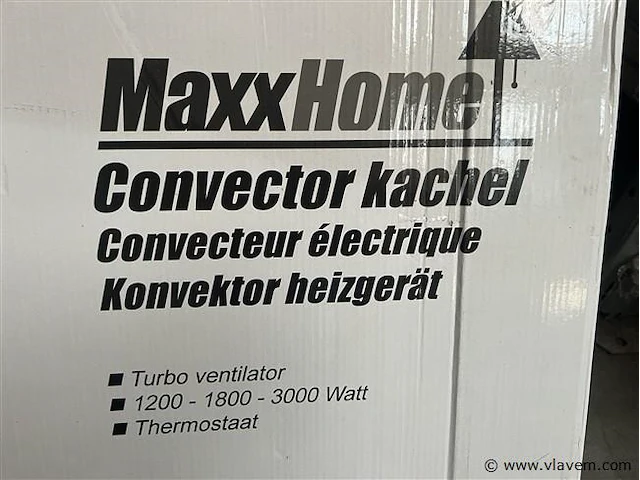 MaxxHome
Convector kachel
Convecteur électrique
Konvektor heizgerät
■ Turbo ventilator
■ 1200 - 1800 - 3000 Watt
■ Thermostaat
© www.vlavem.com